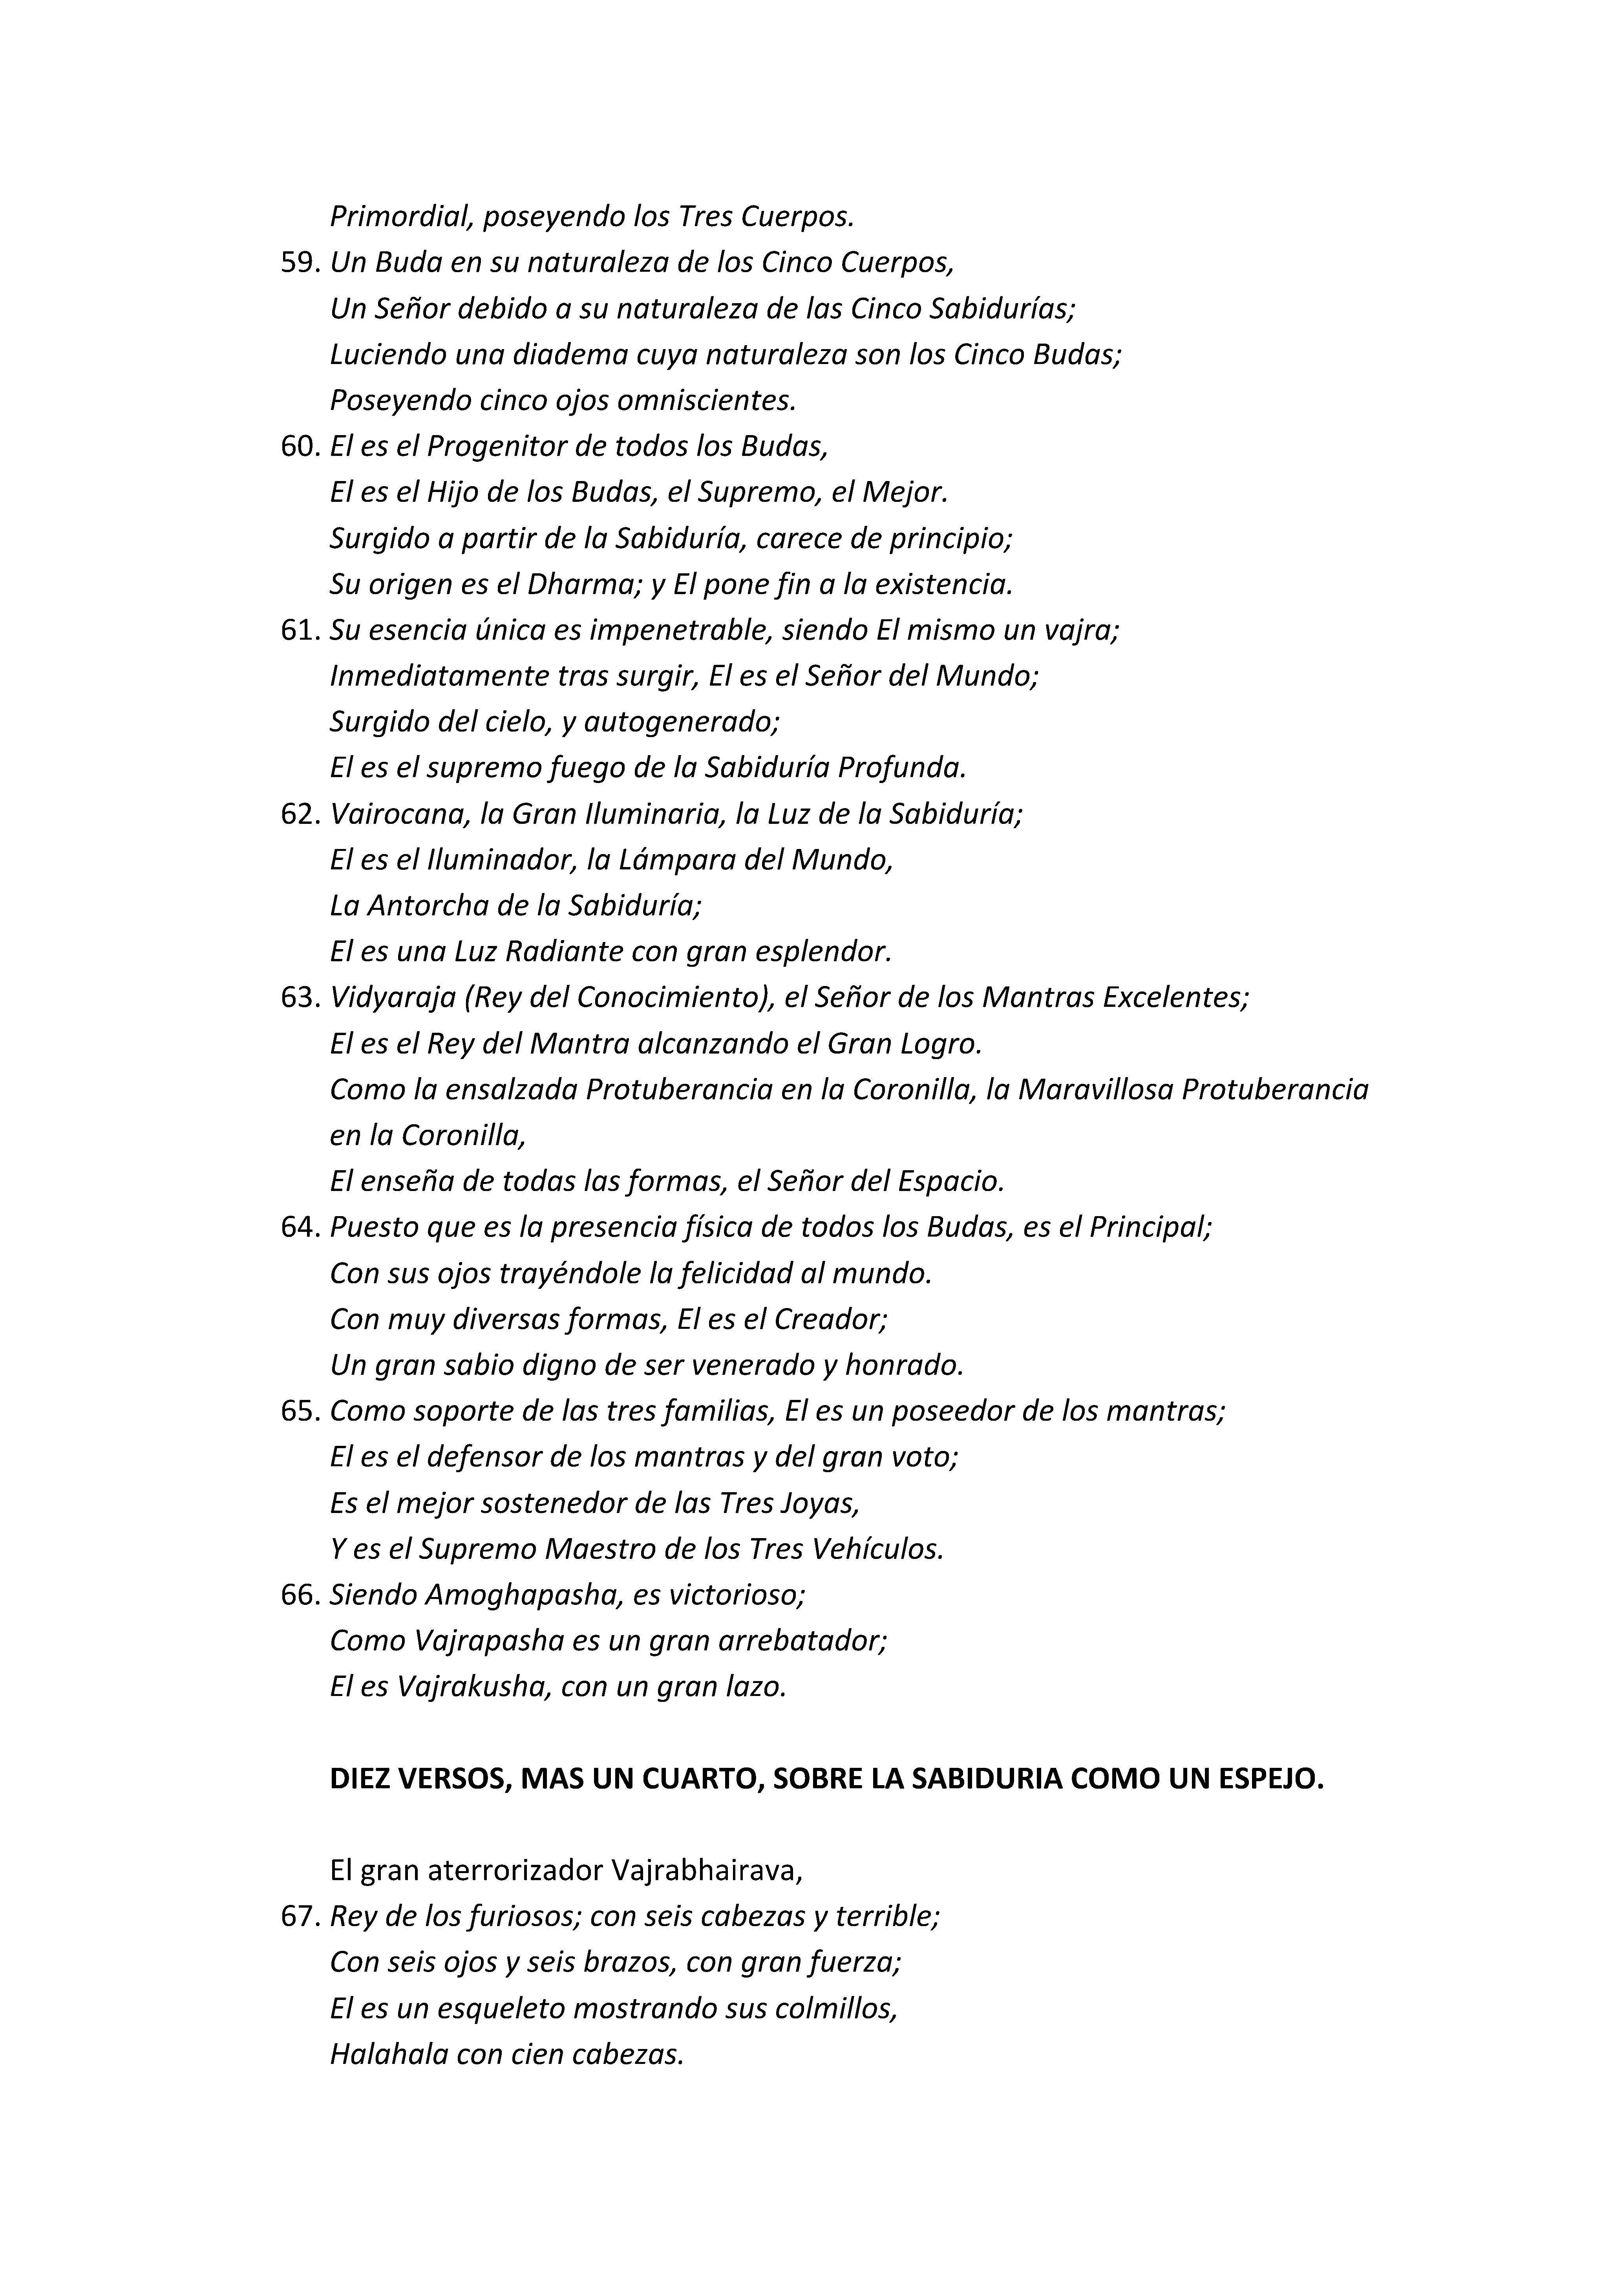 Primordial, poseyendo los Tres Cuerpos.
59. Un Buda en su naturaleza de los Cinco Cuerpos,
Un Señor debido a su naturaleza de las Cinco Sabidurías;
Luciendo una diadema cuya naturaleza son los Cinco Budas;
Poseyendo cinco ojos omniscientes.
60. El es el Progenitor de todos los Budas,
El es el Hijo de los Budas, el Supremo, el Mejor.
Surgido a partir de la Sabiduría, carece de principio;
Su origen es el Dharma; y El pone fin a la existencia.
61. Su esencia única es impenetrable, siendo El mismo un vajra;
Inmediatamente tras surgir, El es el Señor del Mundo;
Surgido del cielo, y autogenerado;
El es el supremo fuego de la Sabiduría Profunda.
62. Vairocana, la Gran Iluminaria, la Luz de la Sabiduría;
El es el Iluminador, la Lámpara del Mundo,
La Antorcha de la Sabiduría;
El es una Luz Radiante con gran esplendor.
63. Vidyaraja (Rey del Conocimiento), el Señor de los Mantras Excelentes;
El es el Rey del Mantra alcanzando el Gran Logro.
Como la ensalzada Protuberancia en la Coronilla, la Maravillosa Protuberancia
en la Coronilla,
El enseña de todas las formas, el Señor del Espacio.
64. Puesto que es la presencia física de todos los Budas, es el Principal;
Con sus ojos trayéndole la felicidad al mundo.
Con muy diversas formas, El es el Creador;
Un gran sabio digno de ser venerado y honrado.
65. Como soporte de las tres familias, El es un poseedor de los mantras;
El es el defensor de los mantras y del gran voto;
Es el mejor sostenedor de las Tres Joyas,
Y es el Supremo Maestro de los Tres Vehículos.
66. Siendo Amoghapasha, es victorioso;
Como Vajrapasha es un gran arrebatador;
El es Vajrakusha, con un gran lazo.
DIEZ VERSOS, MAS UN CUARTO, SOBRE LA SABIDURIA COMO UN ESPEJO.
El gran aterrorizador Vajrabhairava,
67. Rey de los furiosos; con seis cabezas y terrible;
Con seis ojos y seis brazos, con gran fuerza;
El es un esqueleto mostrando sus colmillos,
Halahala con cien cabezas.